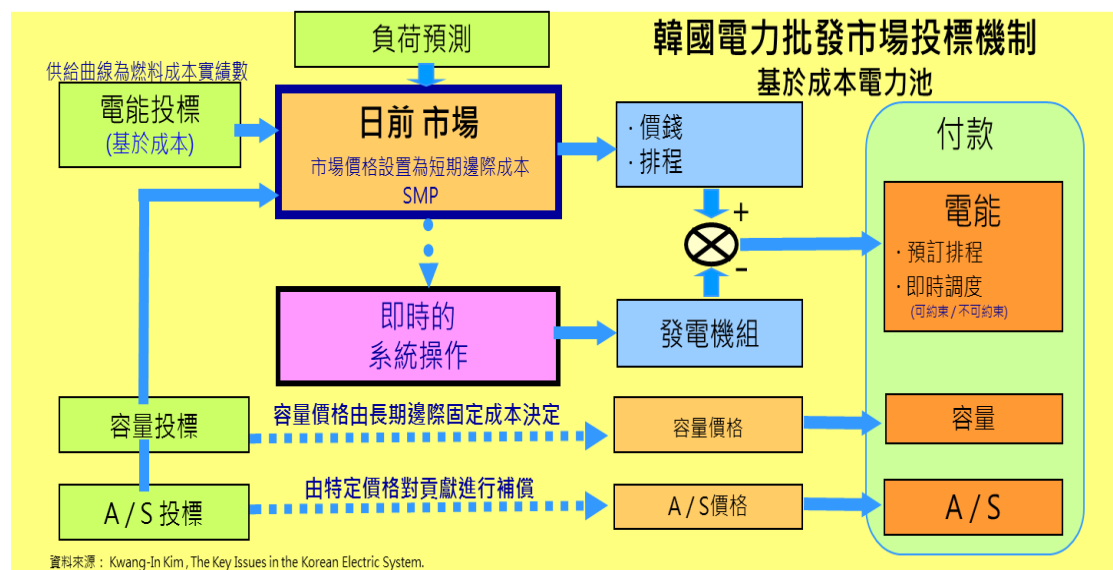 韓國電力批發市場投標機制
基於成本電力池
負荷預測
供給曲線為燃料成本實績數
電能投標
(基於成本)
日前 市場
市場價格設置為短期邊際成本
SMP
· 價錢
· 排程
+
-
付款
電能
· 預訂排程
· 即時調度
(可約束 / 不可約束)
即時的
系統操作
發電機組
容量投標
容量價格由長期邊際固定成本決定
容量價格
容量
A / S 投標
由特定價格對貢獻進行補償
A / S價格
A / S
資料來源： Kwang-In Kim , The Key Issues in the Korean Electric System.